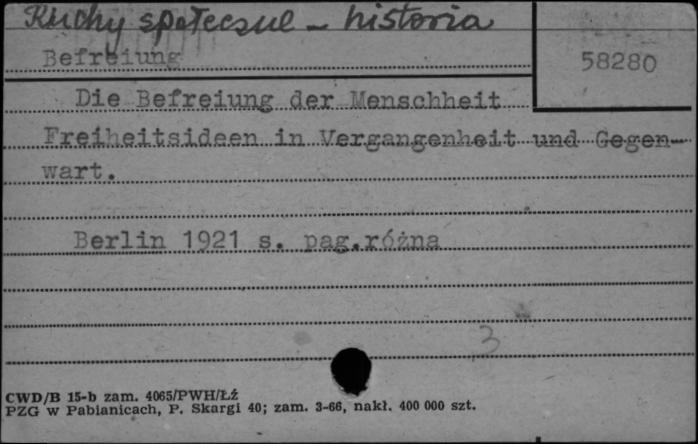 Ruchy społeczne - historia
Befreiung
58280
Die Befreiung der Menschheit
Freiheitsideen in Vergangenheit und Gegen-
wart.
Berlin 1921 s. pag.różna
3
CWD/B 15-b zam. 4065/PWH/ŁŹ
PZG w Pabianicach, P. Skargi 40; zam. 3-66, nakł. 400 000 szt.